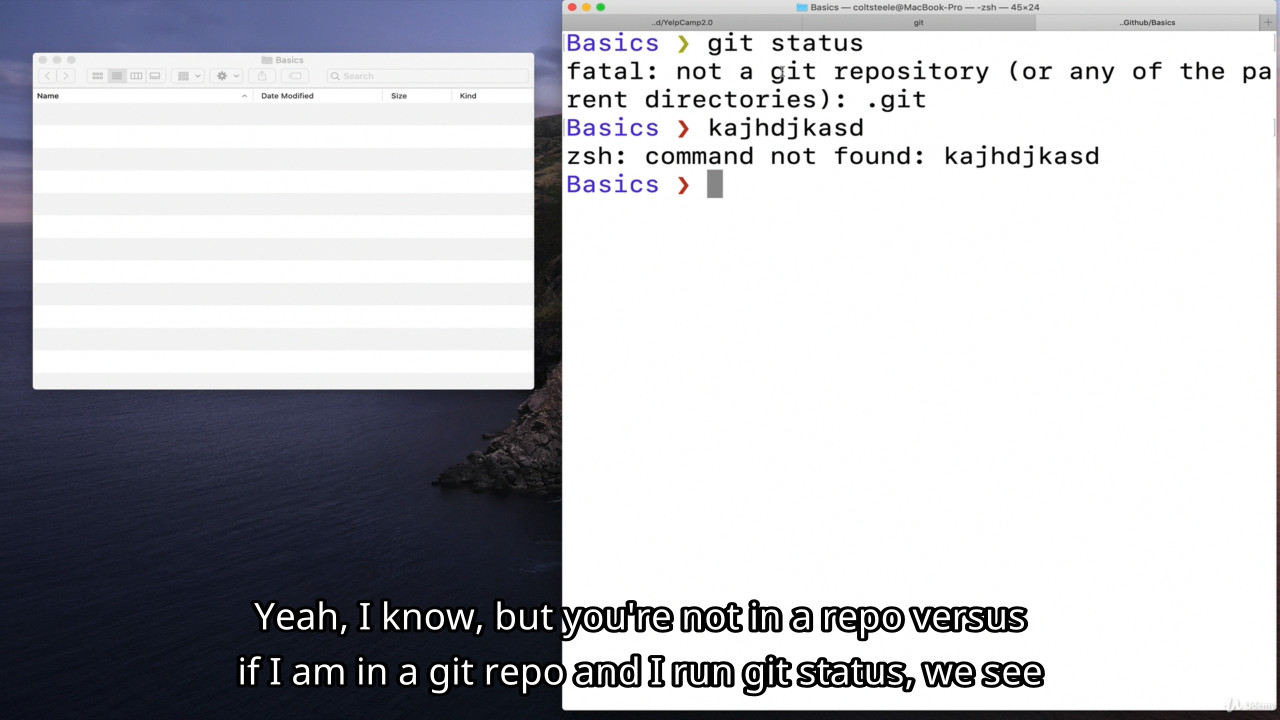 Basics — coltsteele@MacBook-Pro — -zsh — 45×24
..d/YelpCamp2.0
git
..Github/Basics
Basics ❯ git status
fatal: not a git repository (or any of the pa
rent directories): .git
Basics ❯ kajhdjkasd
zsh: command not found: kajhdjkasd
Basics ❯
Basics
Search
Name
Date Modified
Size
Kind
Yeah, I know, but you're not in a repo versus
if I am in a git repo and I run git status, we see
Udemy